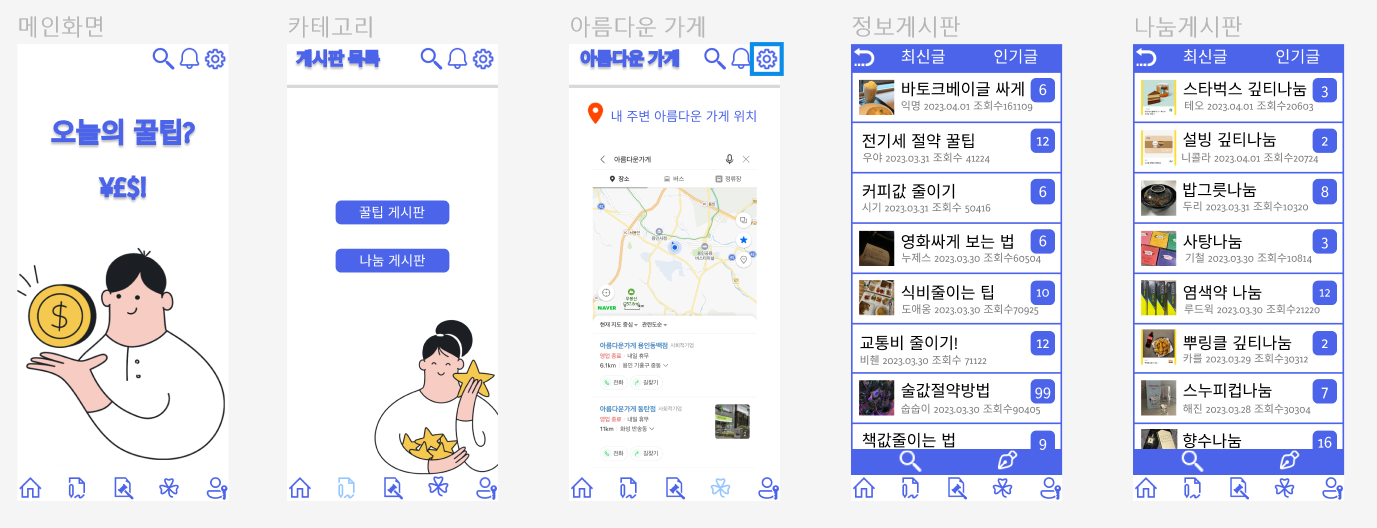 메인화면
오늘의 꿀팁?
¥£$!
카테고리
게시판 목록
꿀팁 게시판
나눔 게시판
아름다운 가게
아름다운 가게
내 주변 아름다운 가게 위치
아름다운가게
장소
버스
정류장
NAVER
현재 지도 중심
관련도순
아름다운가게 용인동백점 사회적기업
영업 종료 · 내일 휴무
6.1km · 용인 기흥구 중동
전화
길찾기
아름다운가게 동탄점 사회적기업
영업 종료 · 내일 휴무
11km · 화성 반송동
전화
길찾기
정보게시판
최신글 인기글
바토크베이글 싸게 6
익명 2023.04.01 조회수161109
전기세 절약 꿀팁 12
우야 2023.03.31 조회수 41224
커피값 줄이기 6
시기 2023.03.31 조회수 50416
영화싸게 보는 법 6
누제스 2023.03.30 조회수60504
식비줄이는 팁 10
도애옹 2023.03.30 조회수70925
교통비 줄이기! 12
비췐 2023.03.30 조회수 71122
술값절약방법 99
습습이 2023.03.30 조회수90405
책값줄이는 법 9
나눔게시판
최신글 인기글
스타벅스 깊티나눔 3
테오 2023.04.01 조회수20603
설빙 깊티나눔 2
니콜라 2023.04.01 조회수20724
밥그릇나눔 8
두리 2023.03.31 조회수10320
사탕나눔 3
기철 2023.03.30 조회수10814
염색약 나눔 12
루드윅 2023.03.30 조회수21220
뿌링클 깊티나눔 2
카를 2023.03.29 조회수30312
스누피컵나눔 7
해진 2023.03.28 조회수30304
향수나눔 16